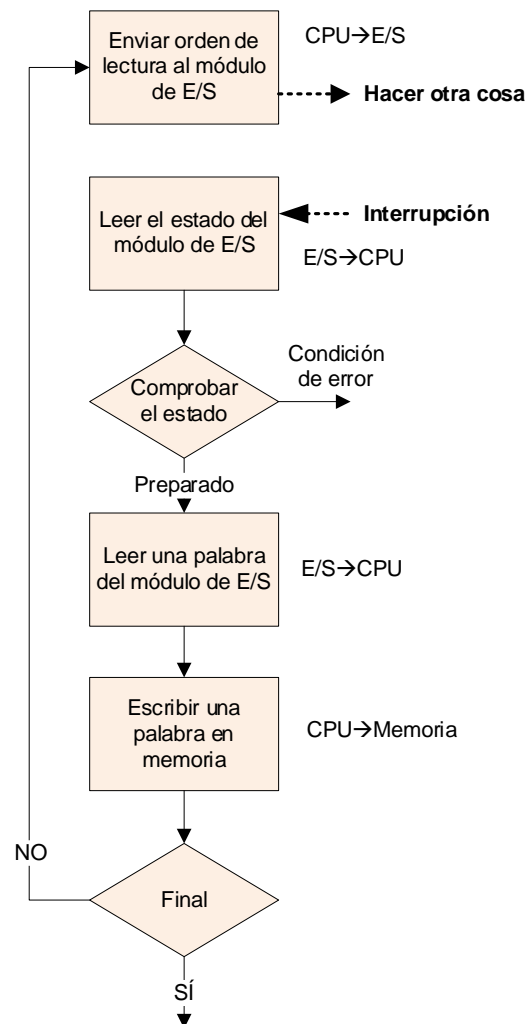 Enviar orden de
lectura al módulo
de E/S
CPU→E/S
Hacer otra cosa
Leer el estado del
módulo de E/S
Interrupción
E/S→CPU
Comprobar
el estado
Condición
de error
Preparado
Leer una palabra
del módulo de E/S
E/S→CPU
Escribir una
palabra en
memoria
CPU→Memoria
NO
Final
SÍ